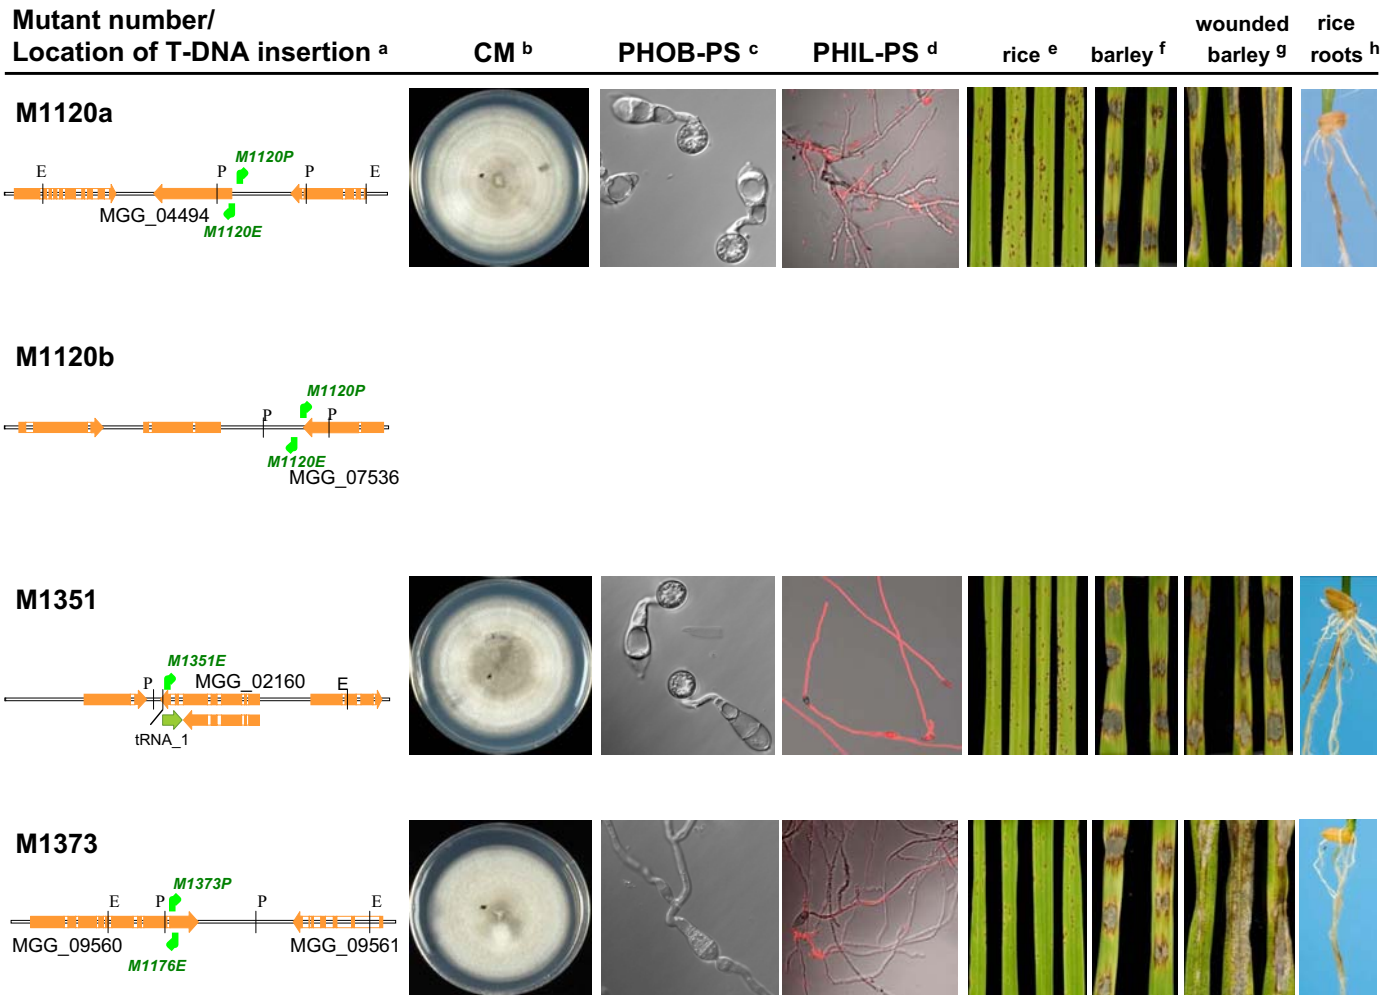 Mutant number/
Location of T-DNA insertion a
CM b
PHOB-PS c
PHIL-PS d
rice e
barley f
wounded
barley g
rice
roots h
M1120a
E
P
M1120P
P
E
MGG_04494
M1120E
M1120b
M1120P
P
P
M1120E
MGG_07536
M1351
M1351E
P
MGG_02160
E
tRNA_1
M1373
M1373P
E
P
P
E
MGG_09560
MGG_09561
M1176E